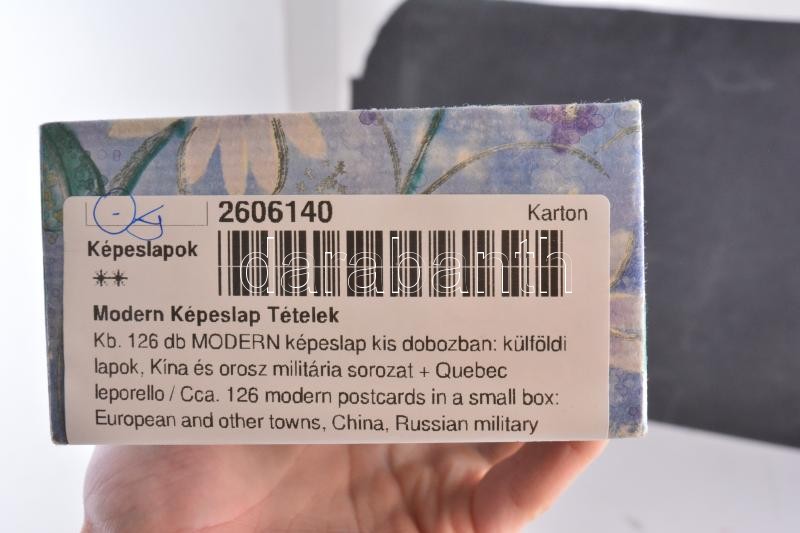 2606140 Karton
Képeslapok
**
darabanth
Modern Képeslap Tételek
Kb. 126 db MODERN képeslap kis dobozban: külföldi
lapok, Kína és orosz militária sorozat + Quebec
leporello / Cca. 126 modern postcards in a small box:
European and other towns, China, Russian military